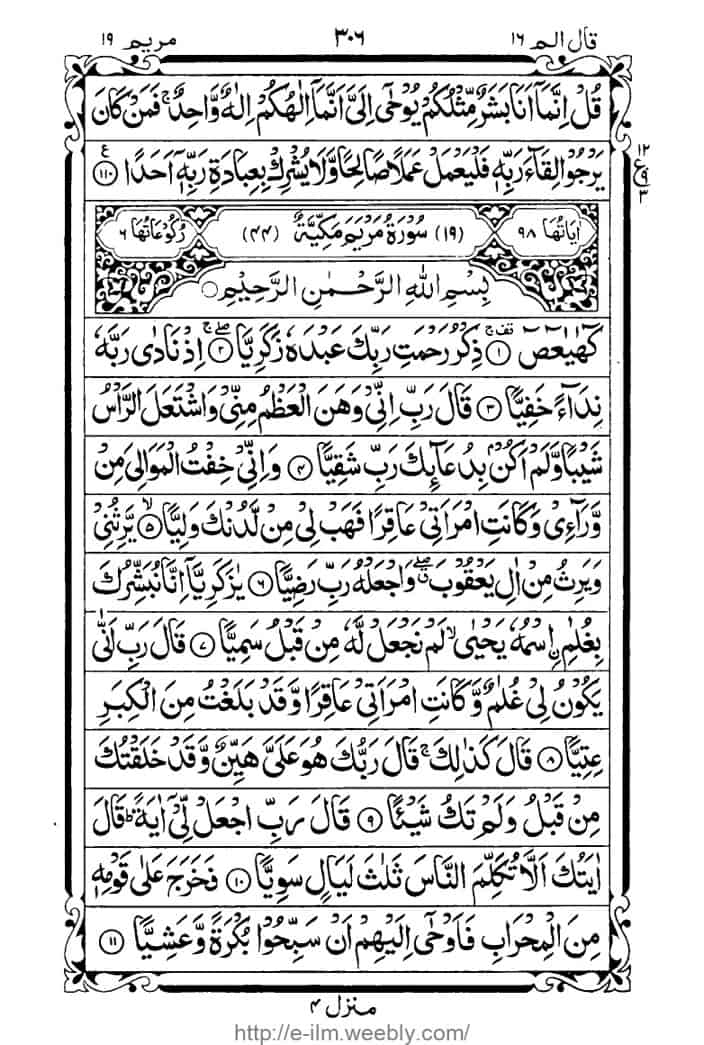 قال الم ١٦ ٣٠٦ مريم ١٩
قُلْ اِنَّمَاۤ اَنَا بَشَرٌ مِّثْلُكُمْ يُوْحٰۤى اِلَیَّ اَنَّمَاۤ اِلٰهُكُمْ اِلٰهٌ وَّاحِدٌ ۚ فَمَنْ كَانَ
یَرْجُوْا لِقَآءَ رَبِّهٖ فَلْیَعْمَلْ عَمَلًا صَالِحًا وَّلَا یُشْرِكْ بِعِبَادَةِ رَبِّهٖۤ اَحَدًا ۧ ﴿١١٠﴾
١٢ ع ٩ ٣
اٰیَاتُهَا ٩٨ (١٩) سُوْرَةُ مَرْیَمَ مَكِّیَّةٌ (٤٤) رُكُوْعَاتُهَا ٦
بِسْمِ اللّٰهِ الرَّحْمٰنِ الرَّحِیْمِ
كٓهٰیٰعٓصٓ ۚ ﴿١﴾ ذِكْرُ رَحْمَتِ رَبِّكَ عَبْدَهٗ زَكَرِیَّا ۖۚ ﴿٢﴾ اِذْ نَادٰى رَبَّهٗ
نِدَآءً خَفِیًّا ﴿٣﴾ قَالَ رَبِّ اِنِّیْ وَهَنَ الْعَظْمُ مِنِّیْ وَاشْتَعَلَ الرَّاْسُ
شَیْبًا وَّلَمْ اَكُنْۢ بِدُعَآىِٕكَ رَبِّ شَقِیًّا ﴿٤﴾ وَاِنِّیْ خِفْتُ الْمَوَالِیَ مِنْ
وَّرَآءِیْ وَكَانَتِ امْرَاَتِیْ عَاقِرًا فَهَبْ لِیْ مِنْ لَّدُنْكَ وَلِیًّا ۙ ﴿٥﴾ یَّرِثُنِیْ
وَیَرِثُ مِنْ اٰلِ یَعْقُوْبَ ۖ وَاجْعَلْهُ رَبِّ رَضِیًّا ﴿٦﴾ یٰزَكَرِیَّاۤ اِنَّا نُبَشِّرُكَ
بِغُلٰمِ ِ۟اسْمُهٗ یَحْیٰى ۙ لَمْ نَجْعَلْ لَّهٗ مِنْ قَبْلُ سَمِیًّا ﴿٧﴾ قَالَ رَبِّ اَنّٰى
یَكُوْنُ لِیْ غُلٰمٌ وَّكَانَتِ امْرَاَتِیْ عَاقِرًا وَّقَدْ بَلَغْتُ مِنَ الْكِبَرِ
عِتِیًّا ﴿٨﴾ قَالَ كَذٰلِكَ ۚ قَالَ رَبُّكَ هُوَ عَلَیَّ هَیِّنٌ وَّقَدْ خَلَقْتُكَ
مِنْ قَبْلُ وَلَمْ تَكُ شَیْـًٔا ﴿٩﴾ قَالَ رَبِّ اجْعَلْ لِّیْۤ اٰیَةً ؕ قَالَ
اٰیَتُكَ اَلَّا تُكَلِّمَ النَّاسَ ثَلٰثَ لَیَالٍ سَوِیًّا ﴿١٠﴾ فَخَرَجَ عَلٰى قَوْمِهٖ
مِنَ الْمِحْرَابِ فَاَوْحٰۤى اِلَیْهِمْ اَنْ سَبِّحُوْا بُكْرَةً وَّعَشِیًّا ﴿١١﴾
منزل ٤
http://e-ilm.weebly.com/